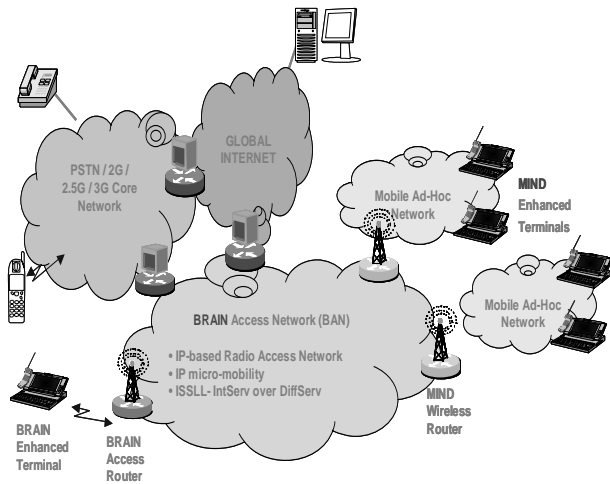 GLOBAL
INTERNET
PSTN / 2G /
2.5G / 3G Core
Network
Mobile Ad-Hoc
Network
MIND
Enhanced
Terminals
Mobile Ad-Hoc
Network
BRAIN Access Network (BAN)
• IP-based Radio Access Network
• IP micro-mobility
• ISSLL- IntServ over DiffServ
MIND
Wireless
Router
BRAIN
Enhanced
Terminal
BRAIN
Access
Router